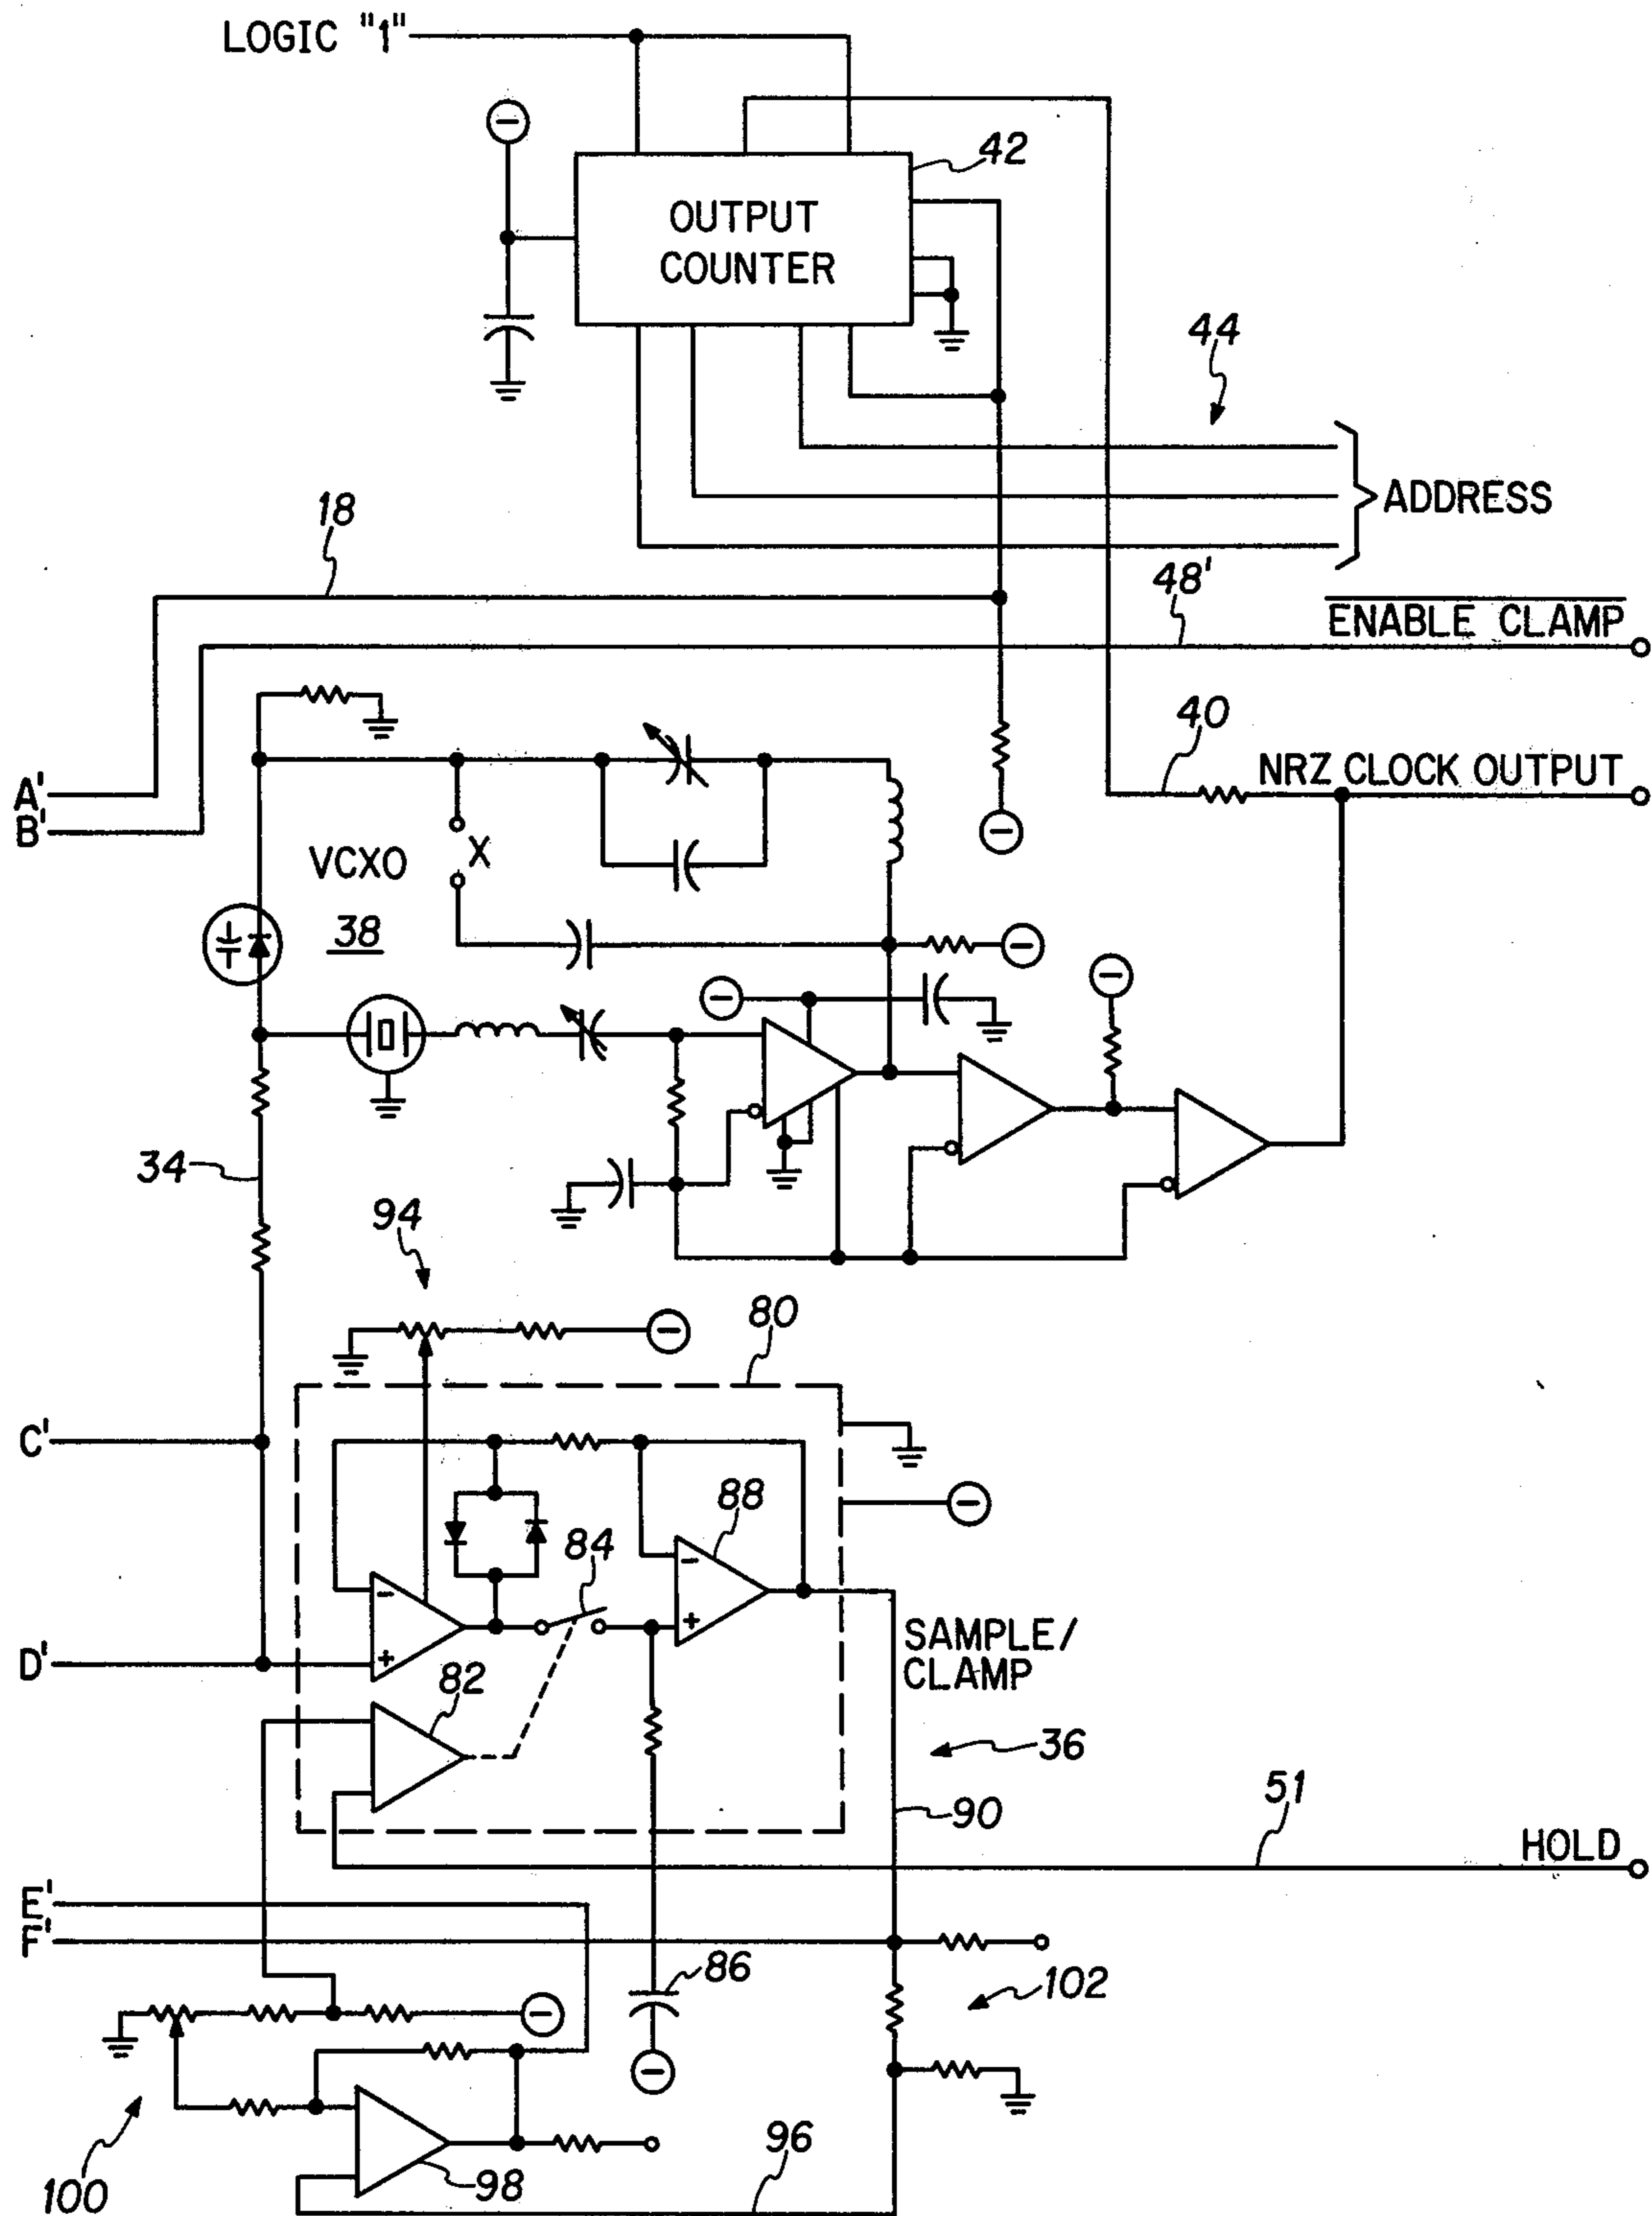 LOGIC "1"
42
OUTPUT
COUNTER
44
ADDRESS
18
48'
ENABLE CLAMP
40
NRZ CLOCK OUTPUT
A'
B'
X
VCXO
38
34
94
80
C'
88
84
D'
SAMPLE/
CLAMP
82
36
90
51
HOLD
E'
F'
86
102
96
98
100